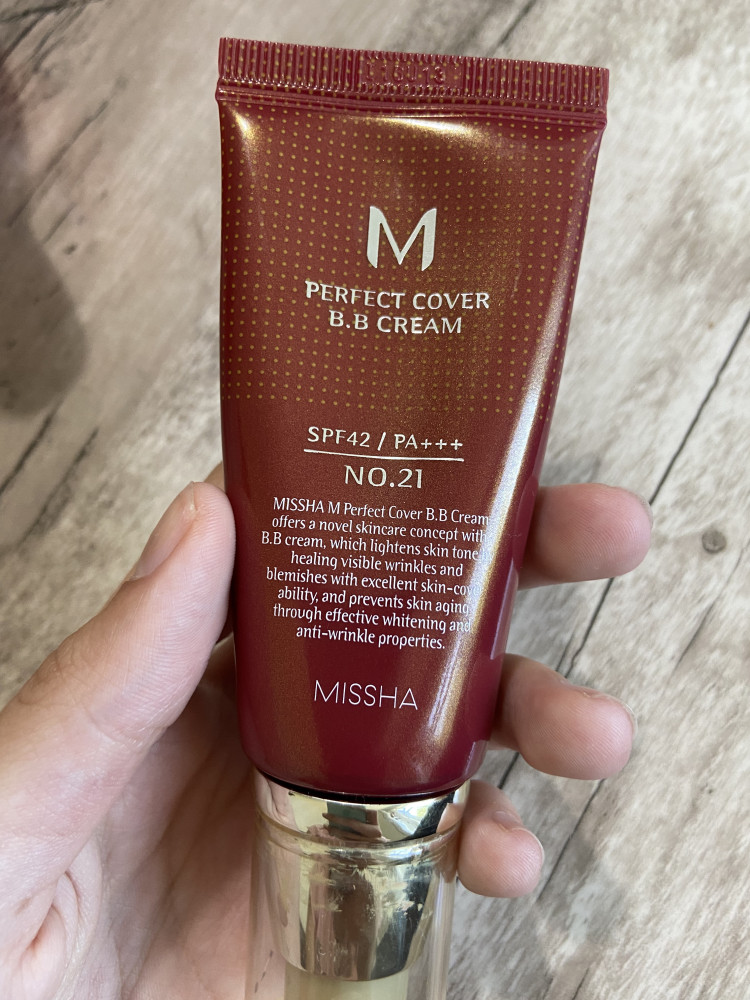 M
PERFECT COVER
B.B CREAM
SPF42 / PA+++
NO.21
MISSHA M Perfect Cover B.B Cream
offers a novel skincare concept with
B.B cream, which lightens skin tone
healing visible wrinkles and
blemishes with excellent
ability, and prevents skin aging
through effective whitening and
anti-wrinkle properties.
MISSHA